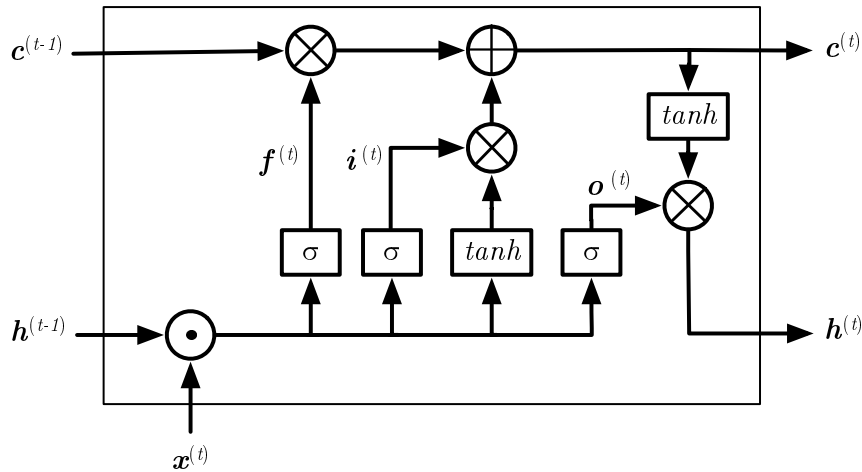 c(t-1)
c(t)
tanh
f(t)
i(t)
o(t)
σ
σ
tanh
σ
h(t-1)
h(t)
x(t)